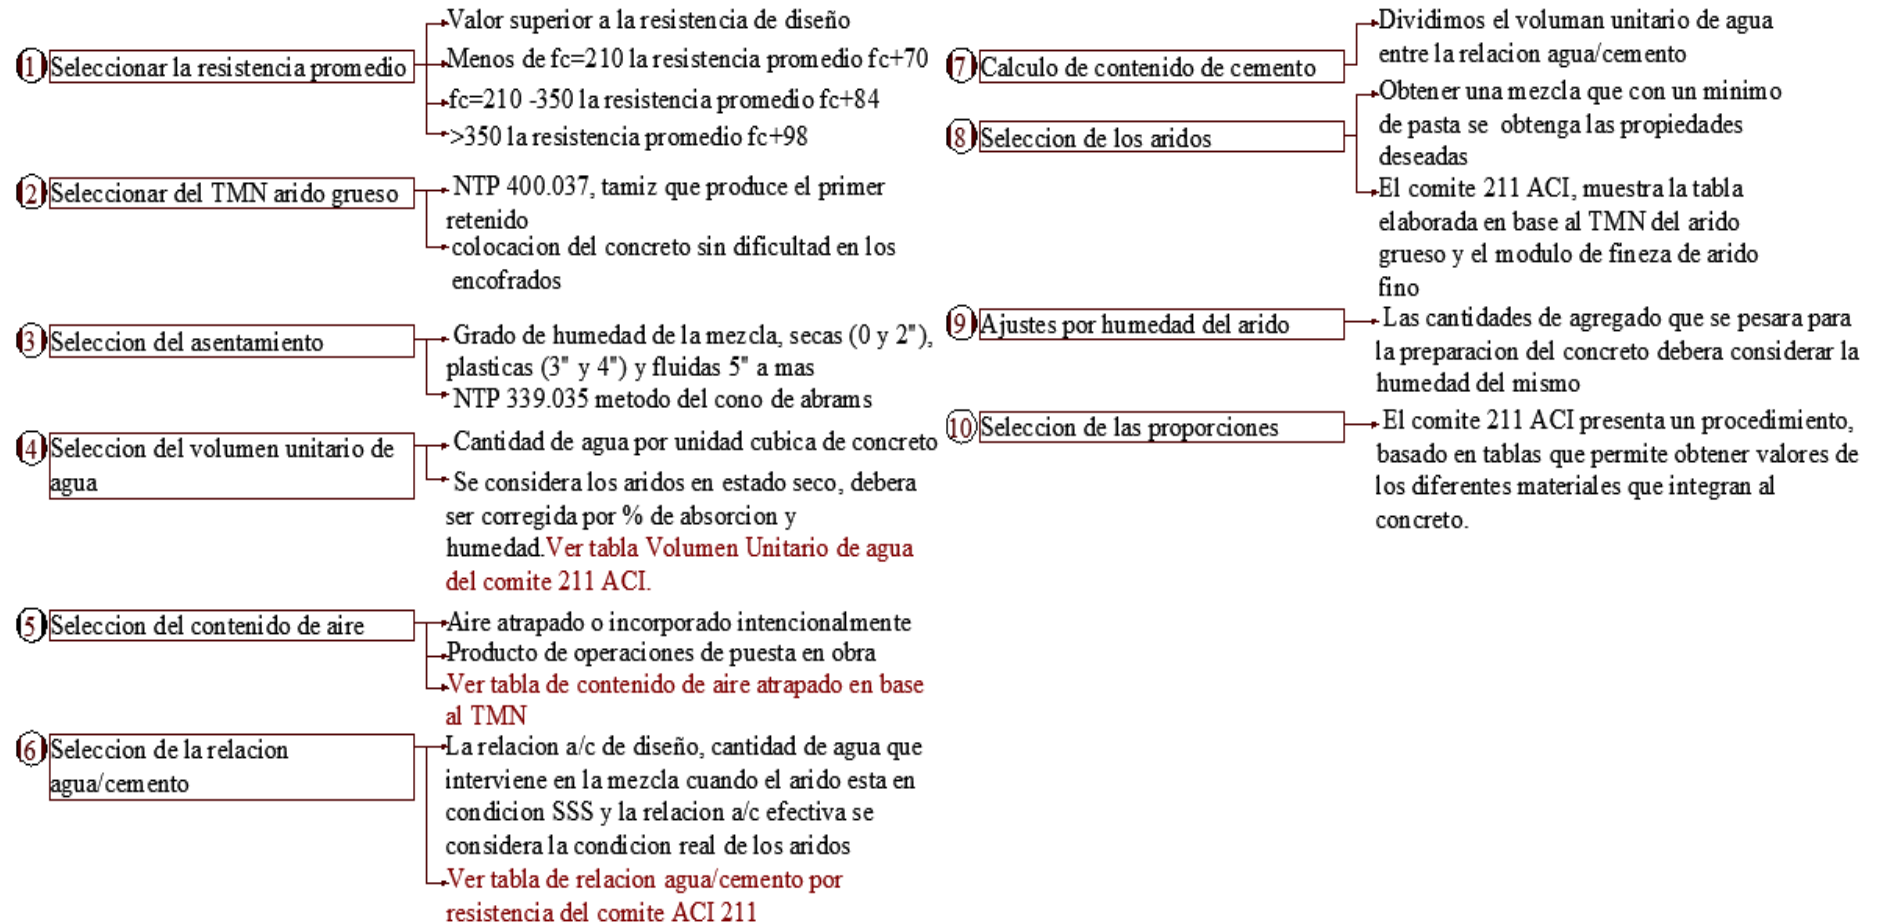 1 Seleccionar la resistencia promedio
Valor superior a la resistencia de diseño
Menos de fc=210 la resistencia promedio fc+70
fc=210 -350 la resistencia promedio fc+84
>350 la resistencia promedio fc+98
2 Seleccionar del TMN arido grueso
NTP 400.037, tamiz que produce el primer
retenido
colocacion del concreto sin dificultad en los
encofrados
3 Seleccion del asentamiento
Grado de humedad de la mezcla, secas (0 y 2"),
plasticas (3" y 4") y fluidas 5" a mas
NTP 339.035 metodo del cono de abrams
4 Seleccion del volumen unitario de
agua
Cantidad de agua por unidad cubica de concreto
Se considera los aridos en estado seco, debera
ser corregida por % de absorcion y
humedad.Ver tabla Volumen Unitario de agua
del comite 211 ACI.
5 Seleccion del contenido de aire
Aire atrapado o incorporado intencionalmente
Producto de operaciones de puesta en obra
Ver tabla de contenido de aire atrapado en base
al TMN
6 Seleccion de la relacion
agua/cemento
La relacion a/c de diseño, cantidad de agua que
interviene en la mezcla cuando el arido esta en
condicion SSS y la relacion a/c efectiva se
considera la condicion real de los aridos
Ver tabla de relacion agua/cemento por
resistencia del comite ACI 211
7 Calculo de contenido de cemento
Dividimos el voluman unitario de agua
entre la relacion agua/cemento
8 Seleccion de los aridos
Obtener una mezcla que con un minimo
de pasta se obtenga las propiedades
deseadas
El comite 211 ACI, muestra la tabla
elaborada en base al TMN del arido
grueso y el modulo de fineza de arido
fino
9 Ajustes por humedad del arido
Las cantidades de agregado que se pesara para
la preparacion del concreto debera considerar la
humedad del mismo
10 Seleccion de las proporciones
El comite 211 ACI presenta un procedimiento,
basado en tablas que permite obtener valores de
los diferentes materiales que integran al
concreto.